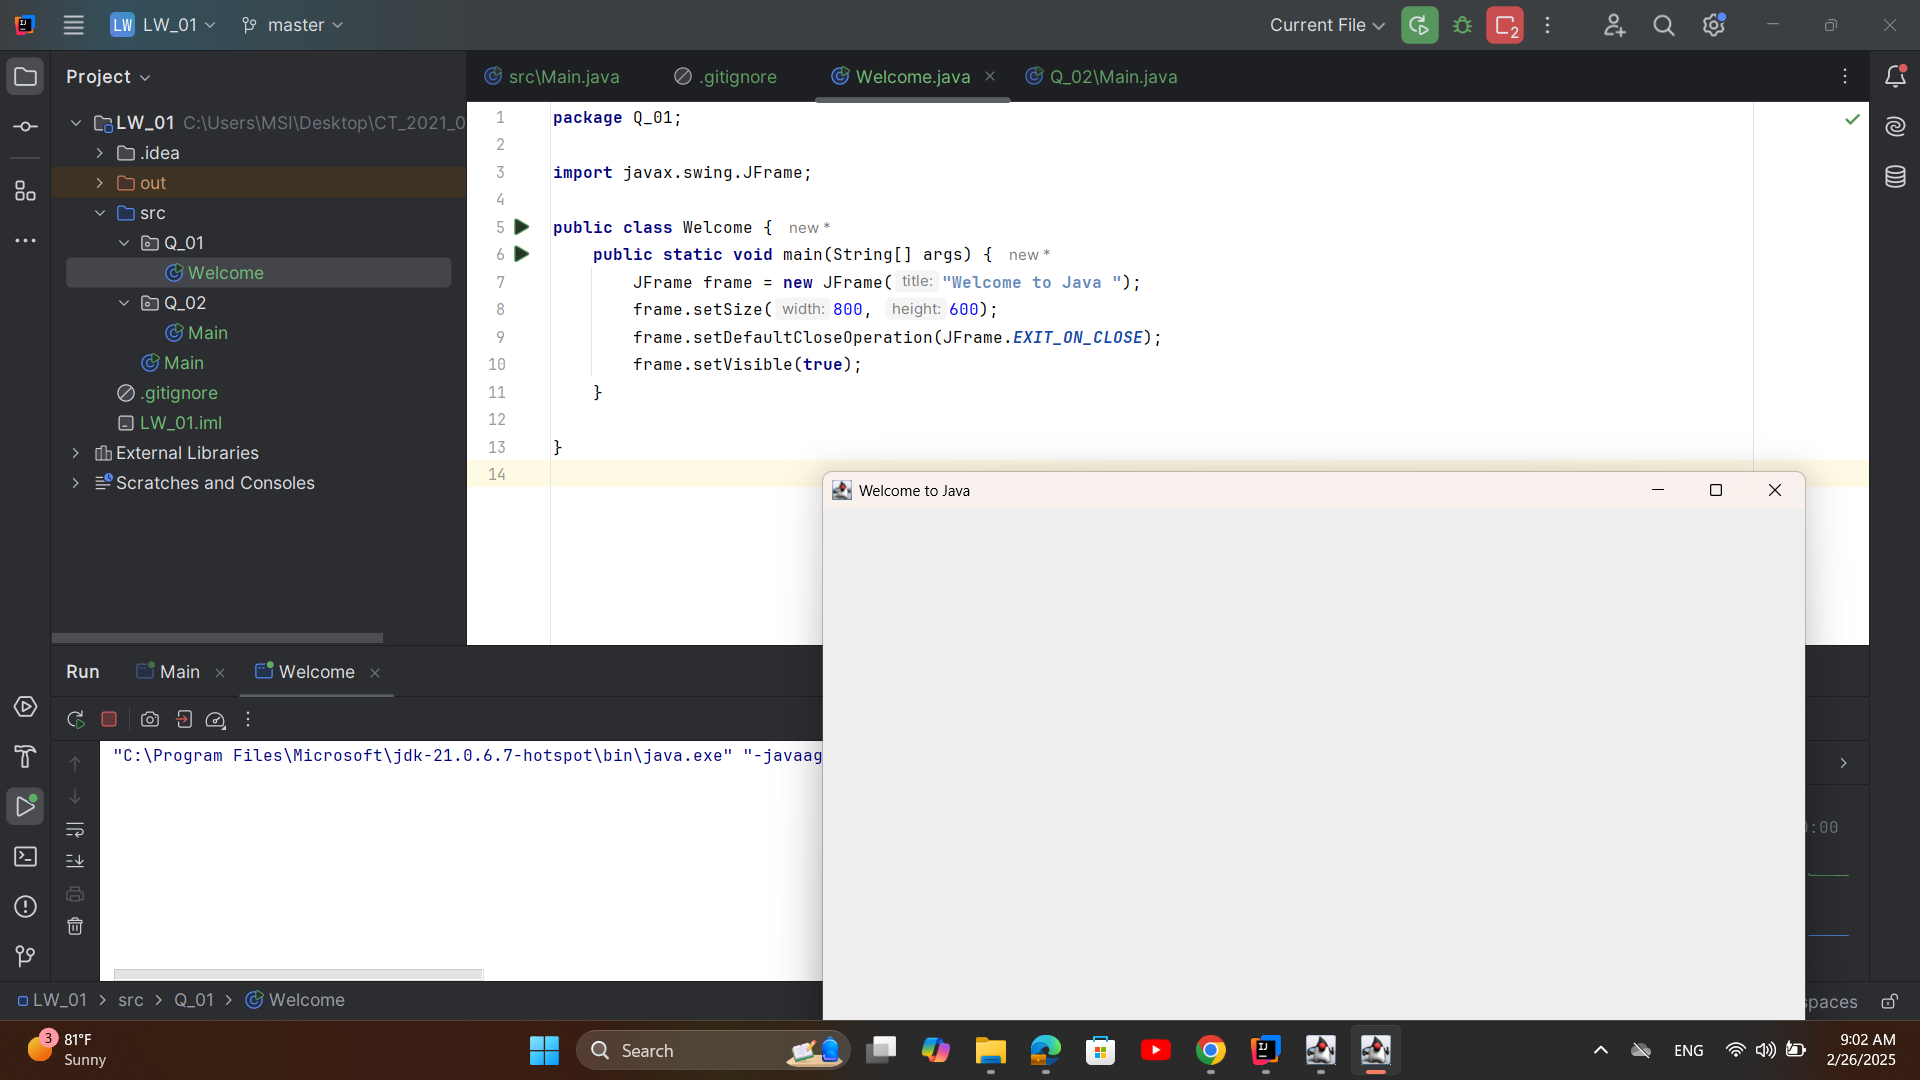 LW LW_01 master Current File 2
Project
src\Main.java .gitignore Welcome.java Q_02\Main.java
LW_01 C:\Users\MSI\Desktop\CT_2021_0
.idea
out
src
Q_01
Welcome
Q_02
Main
Main
.gitignore
LW_01.iml
External Libraries
Scratches and Consoles
1 package Q_01;
2
3 import javax.swing.JFrame;
4
5 public class Welcome { new *
6 public static void main(String[] args) { new *
7 JFrame frame = new JFrame( title: "Welcome to Java ");
8 frame.setSize( width: 800, height: 600);
9 frame.setDefaultCloseOperation(JFrame.EXIT_ON_CLOSE);
10 frame.setVisible(true);
11 }
12
13 }
14
Welcome to Java
Run Main Welcome
"C:\Program Files\Microsoft\jdk-21.0.6.7-hotspot\bin\java.exe" "-javaag
:00
LW_01 > src > Q_01 > Welcome
spaces
3 81°F
Sunny
Search
ENG
9:02 AM
2/26/2025